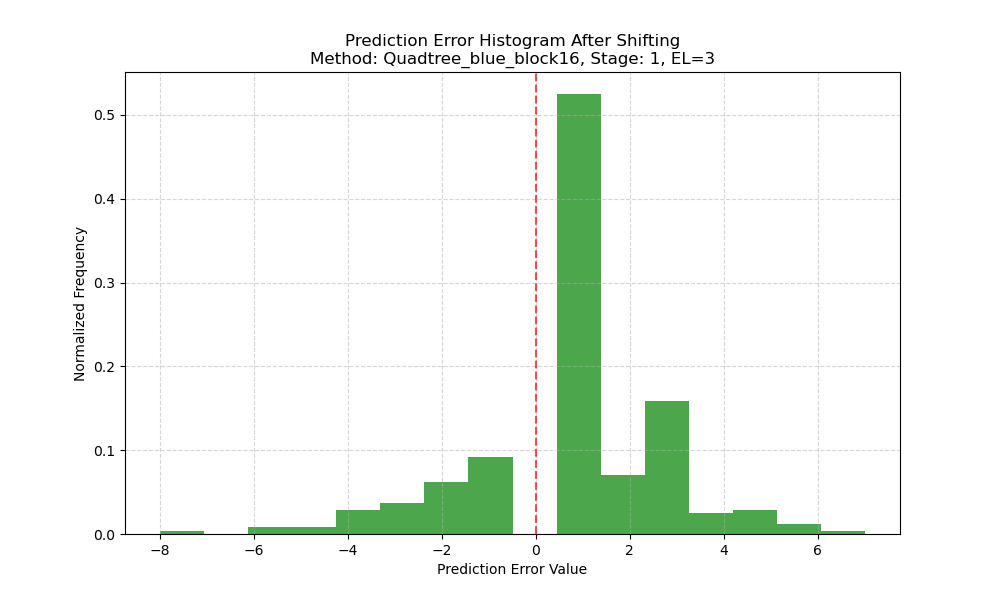 Prediction Error Histogram After Shifting
Method: Quadtree_blue_block16, Stage: 1, EL=3
Normalized Frequency
0.5
0.4
0.3
0.2
0.1
0.0
−8 −6 −4 −2 0 2 4 6
Prediction Error Value